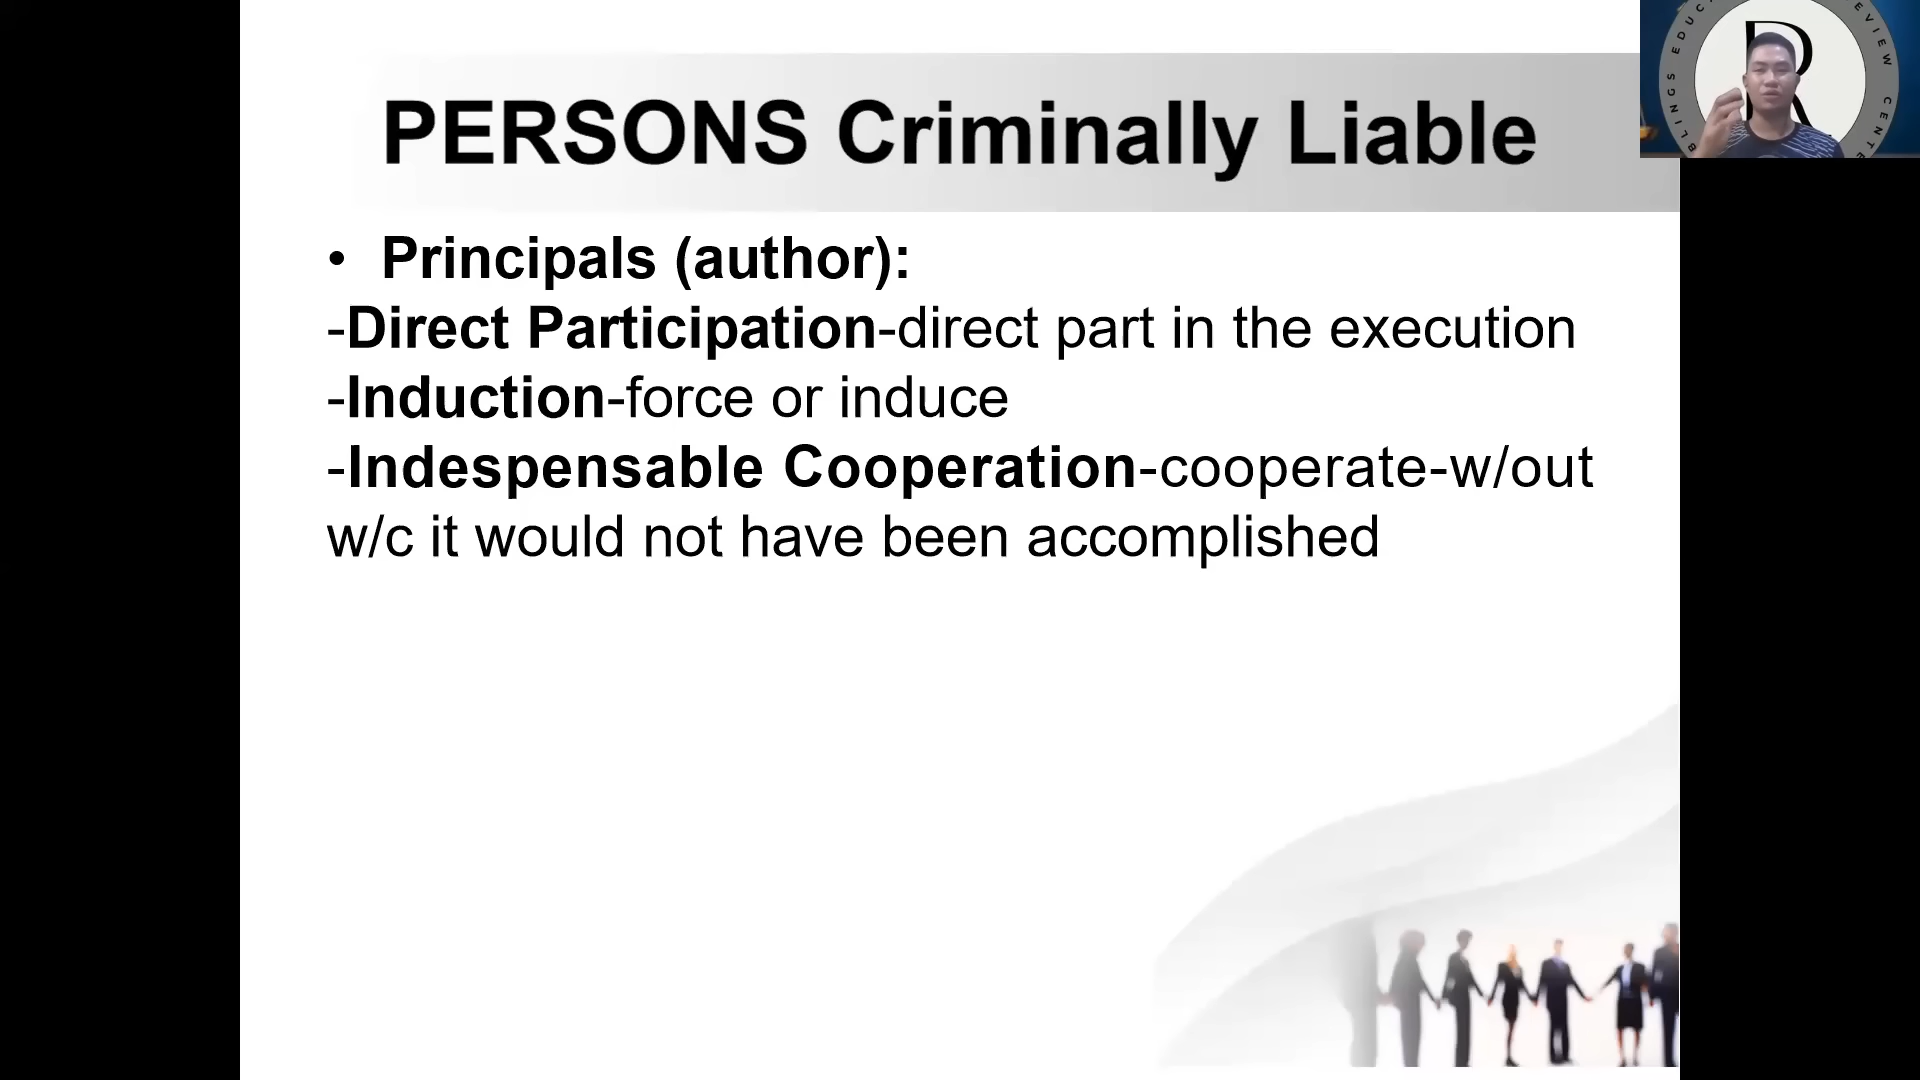 PERSONS Criminally Liable
• Principals (author):
-Direct Participation-direct part in the execution
-Induction-force or induce
-Indespensable Cooperation-cooperate-w/out
w/c it would not have been accomplished
R